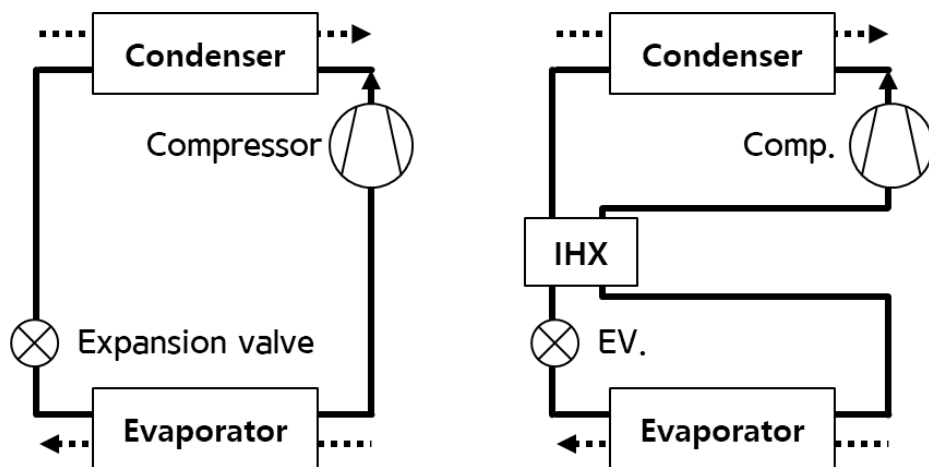 Condenser
Compressor
Expansion valve
Evaporator
Condenser
Comp.
IHX
EV.
Evaporator